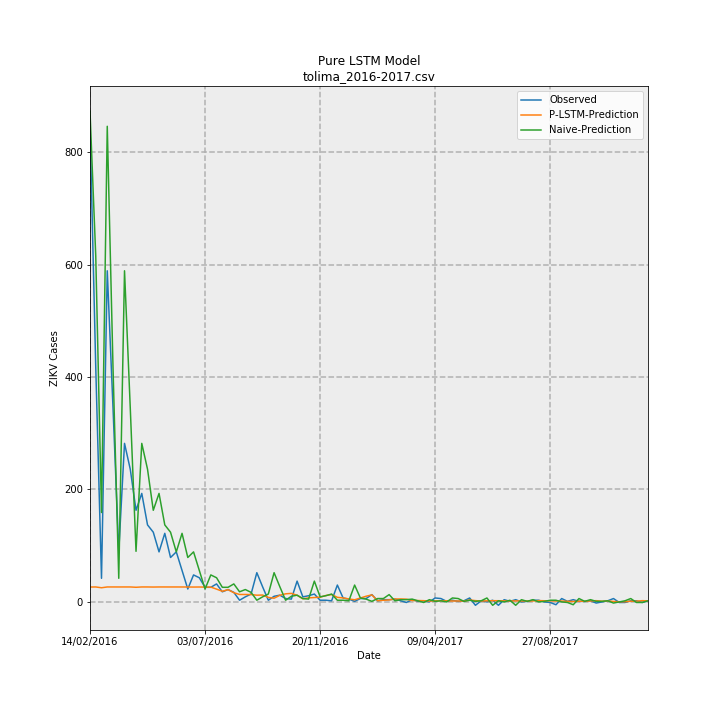 Pure LSTM Model
tolima_2016-2017.csv
Observed
P-LSTM-Prediction
Naive-Prediction
800
600
400
200
0
ZIKV Cases
14/02/2016 03/07/2016 20/11/2016 09/04/2017 27/08/2017
Date